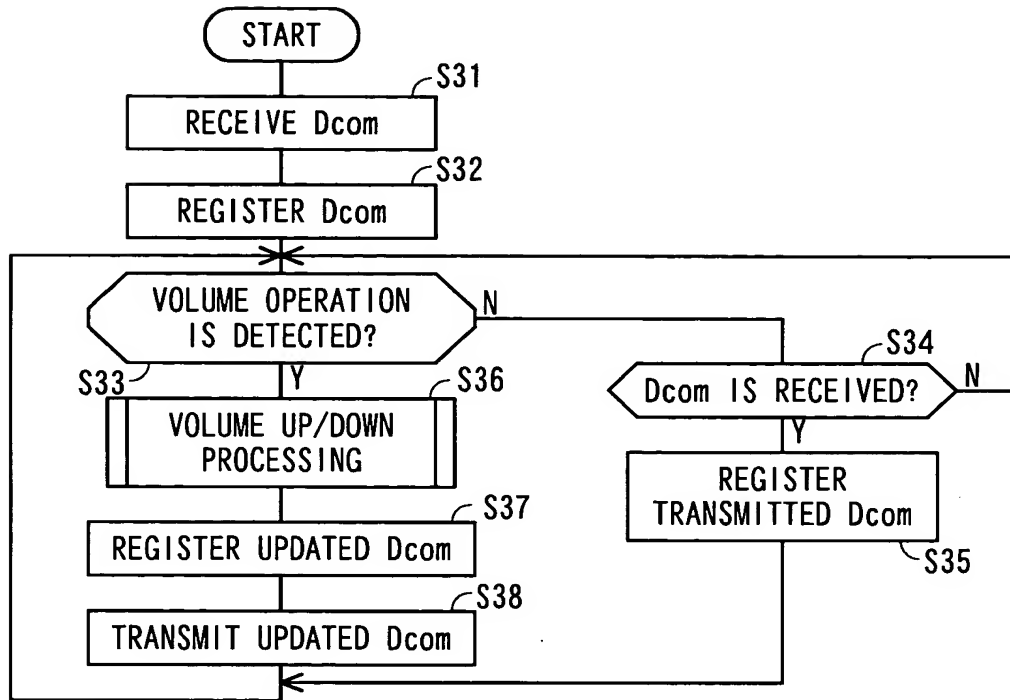 START
S31
RECEIVE Dcom
S32
REGISTER Dcom
VOLUME OPERATION
IS DETECTED?
N
S33
Y
S34
Dcom IS RECEIVED?
N
Y
S36
VOLUME UP/DOWN
PROCESSING
REGISTER
TRANSMITTED Dcom
S35
S37
REGISTER UPDATED Dcom
S38
TRANSMIT UPDATED Dcom